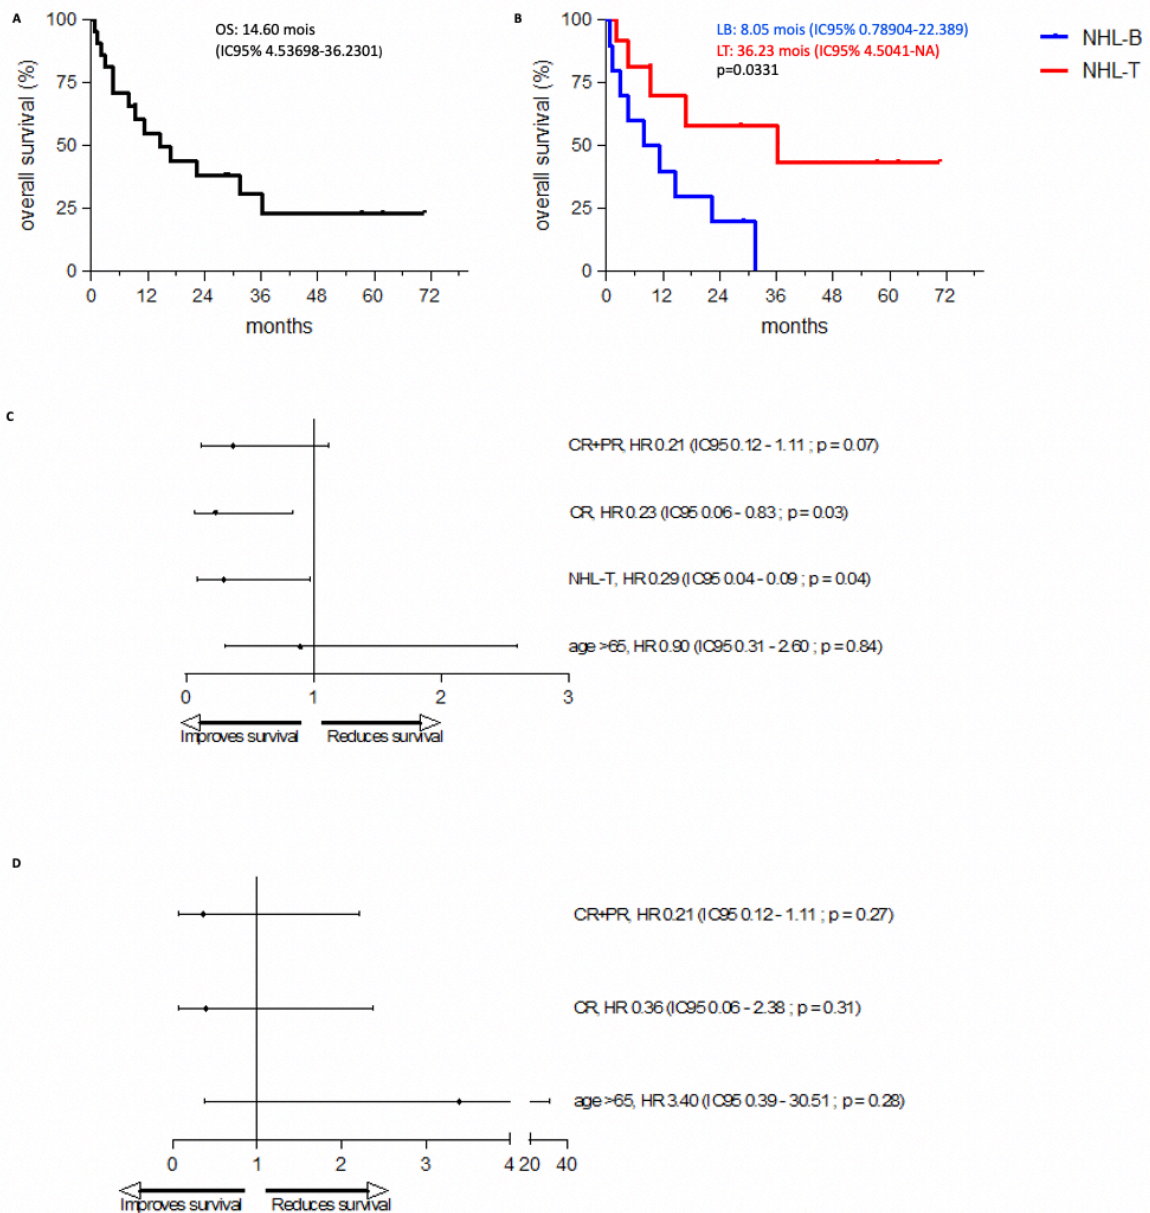 A
OS: 14.60 mois
(IC95% 4.53698-36.2301)
overall survival (%)
100
75
50
25
0
0 12 24 36 48 60 72
months
B
LB: 8.05 mois (IC95% 0.78904-22.389)
LT: 36.23 mois (IC95% 4.5041-NA)
p=0.0331
NHL-B
NHL-T
overall survival (%)
100
75
50
25
0
0 12 24 36 48 60 72
months
C
CR+PR, HR 0.21 (IC95 0.12 - 1.11 ; p = 0.07)
CR, HR 0.23 (IC95 0.06 - 0.83 ; p = 0.03)
NHL-T, HR 0.29 (IC95 0.04 - 0.09 ; p = 0.04)
age >65, HR 0.90 (IC95 0.31 - 2.60 ; p = 0.84)
0 1 2 3
Improves survival Reduces survival
D
CR+PR, HR 0.21 (IC95 0.12 - 1.11 ; p = 0.27)
CR, HR 0.36 (IC95 0.06 - 2.38 ; p = 0.31)
age >65, HR 3.40 (IC95 0.39 - 30.51 ; p = 0.28)
0 1 2 3 4 20 40
Improves survival Reduces survival